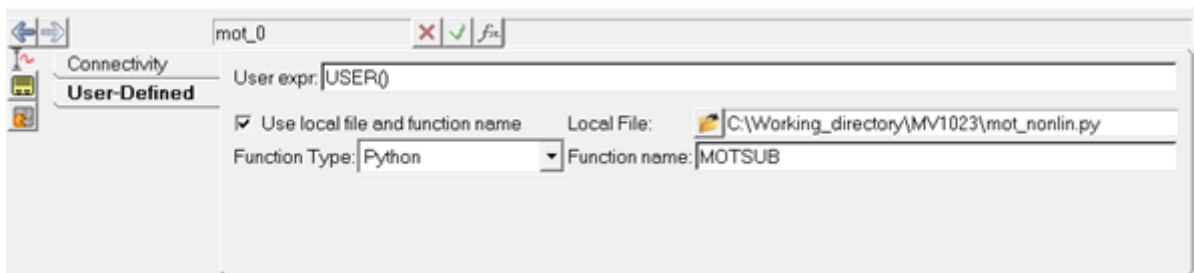 mot_0
Connectivity
User-Defined
User expr: USER()
Use local file and function name Local File: C:\Working_directory\MV1023\mot_nonlin.py
Function Type: Python Function name: MOTSUB